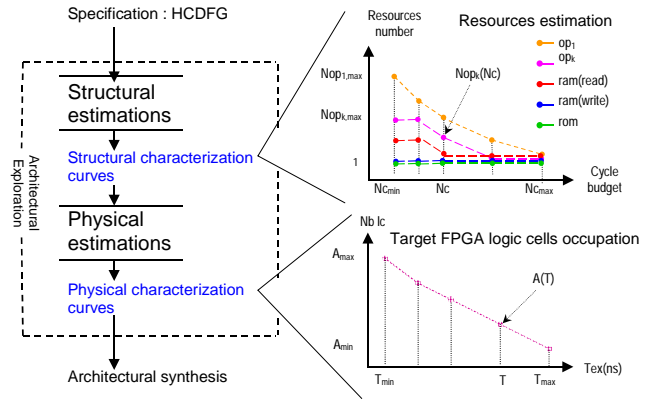 Specification : HCDFG
Structural
estimations
Structural characterization
curves
Physical
estimations
Physical characterization
curves
Architectural synthesis
Architectural
Exploration
Resources
number
Resources estimation
op1
opk
ram(read)
ram(write)
rom
Nopk(Nc)
Nop1,max
Nopk,max
1
Ncmin
Nc
Ncmax
Cycle
budget
Nb lc
Target FPGA logic cells occupation
Amax
A(T)
Amin
Tmin
T
Tmax
Tex(ns)